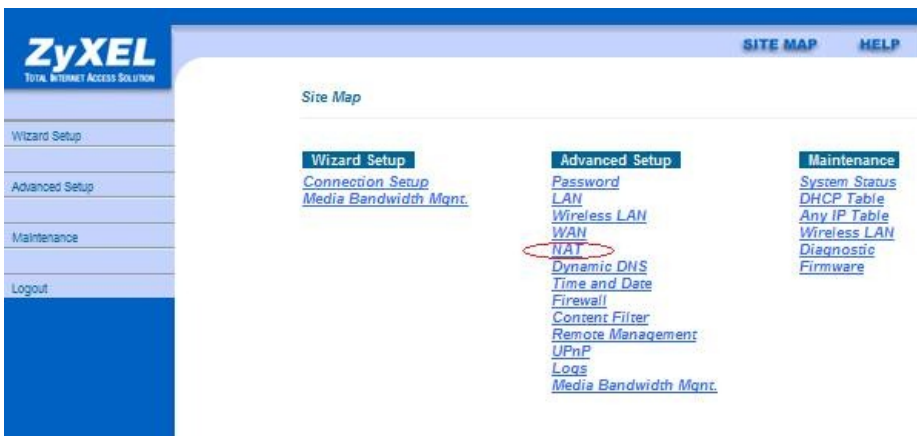 SITE MAP HELP
ZyXEL
TOTAL INTERNET ACCESS SOLUTION
Site Map
Wizard Setup
Advanced Setup
Maintenance
Logout
Wizard Setup
Connection Setup
Media Bandwidth Mgnt.
Advanced Setup
Password
LAN
Wireless LAN
WAN
NAT
Dynamic DNS
Time and Date
Firewall
Content Filter
Remote Management
UPnP
Logs
Media Bandwidth Mgnt.
Maintenance
System Status
DHCP Table
Any IP Table
Wireless LAN
Diagnostic
Firmware